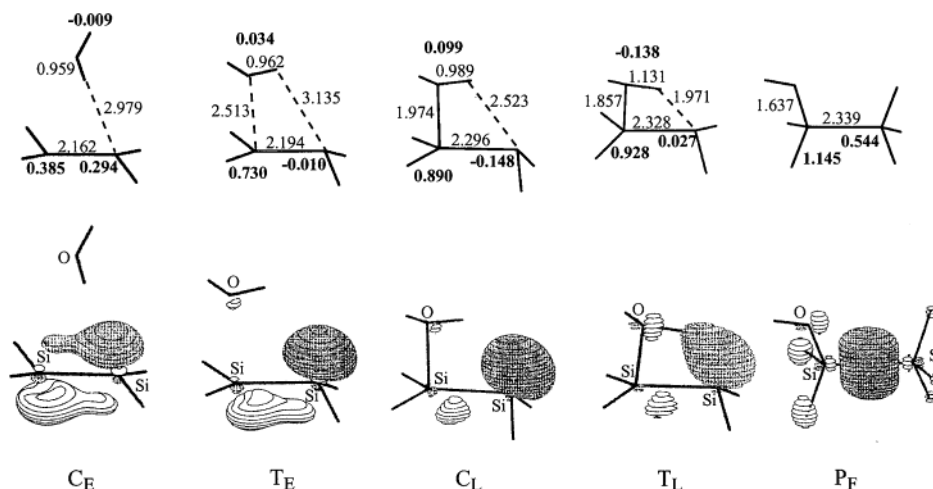 -0.009
0.959
2.979
2.162
0.385 0.294
0.034
0.962
2.513 3.135
2.194
0.730 -0.010
0.099
0.989
1.974 2.523
2.296
0.890 -0.148
-0.138
1.131
1.857 1.971
2.328
0.928 0.027
1.637 2.339
1.145 0.544
O
Si Si
O
Si Si
O
Si Si
O
Si Si
O
Si Si
C_E T_E C_L T_L P_F